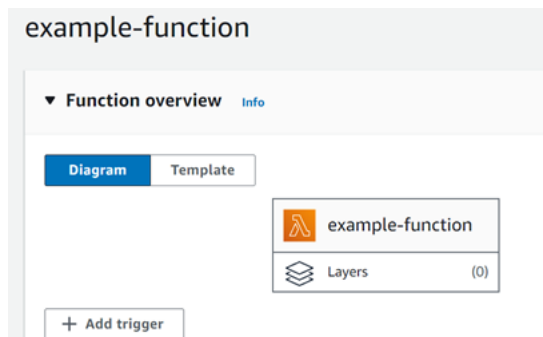 example-function
Function overview Info
Diagram Template
example-function
Layers (0)
+ Add trigger